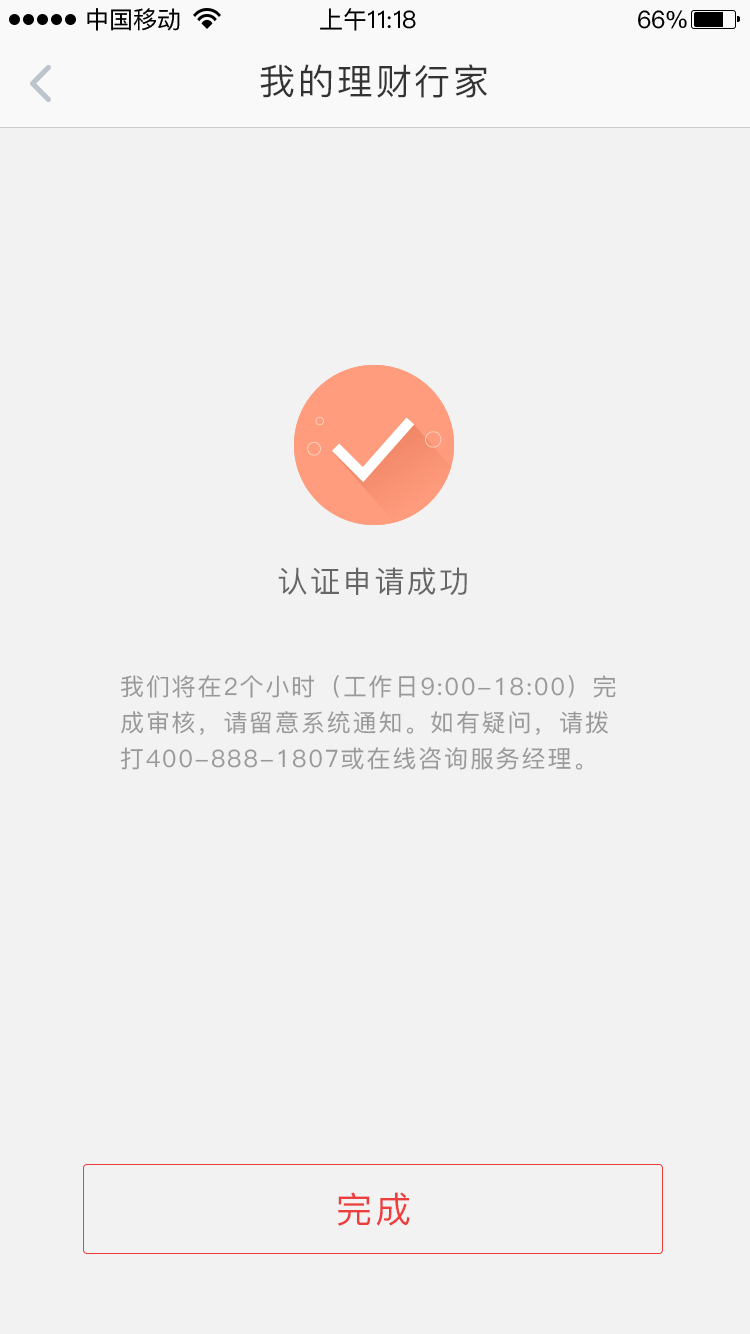 中国移动 上午11:18 66%
我的理财行家
认证申请成功
我们将在2个小时（工作日9:00-18:00）完
成审核，请留意系统通知。如有疑问，请拨
打400-888-1807或在线咨询服务经理。
完成